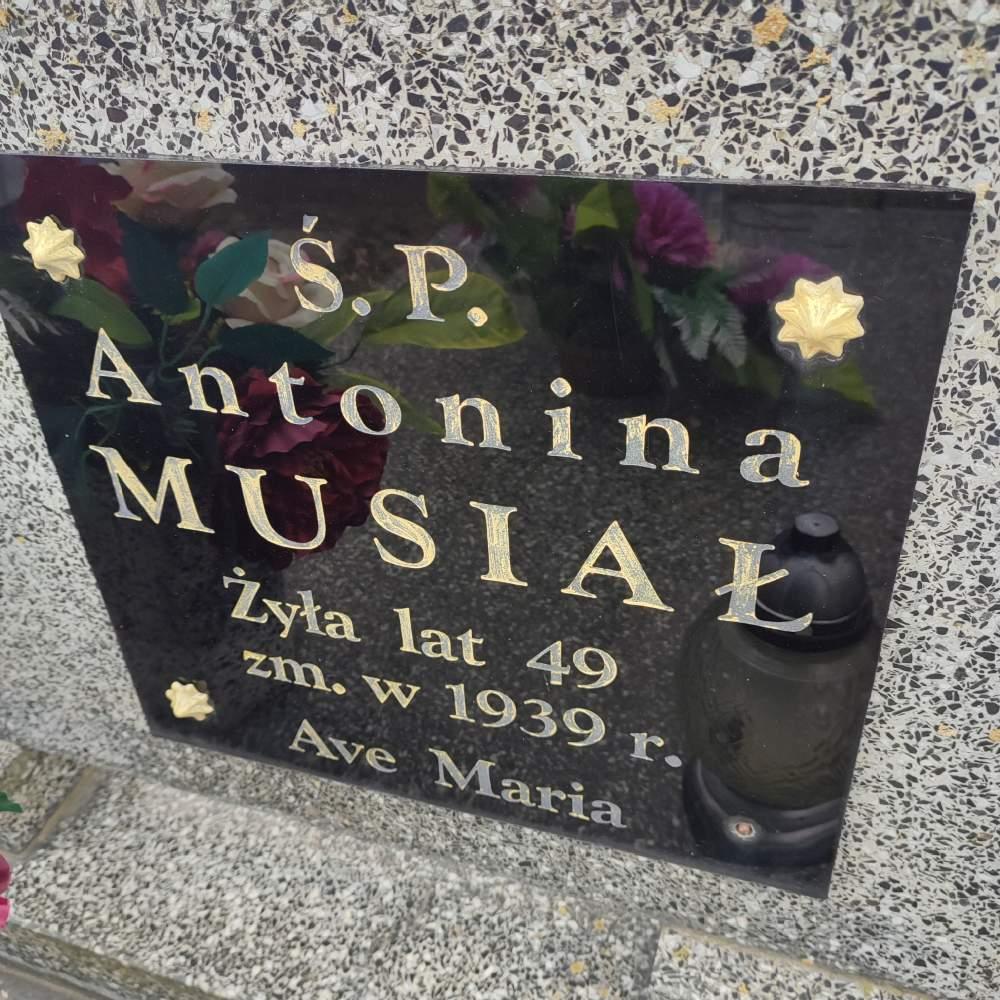 Ś. P.
Antonina
MUSIAŁ
Żyła lat 49
zm. w 1939 r.
Ave Maria